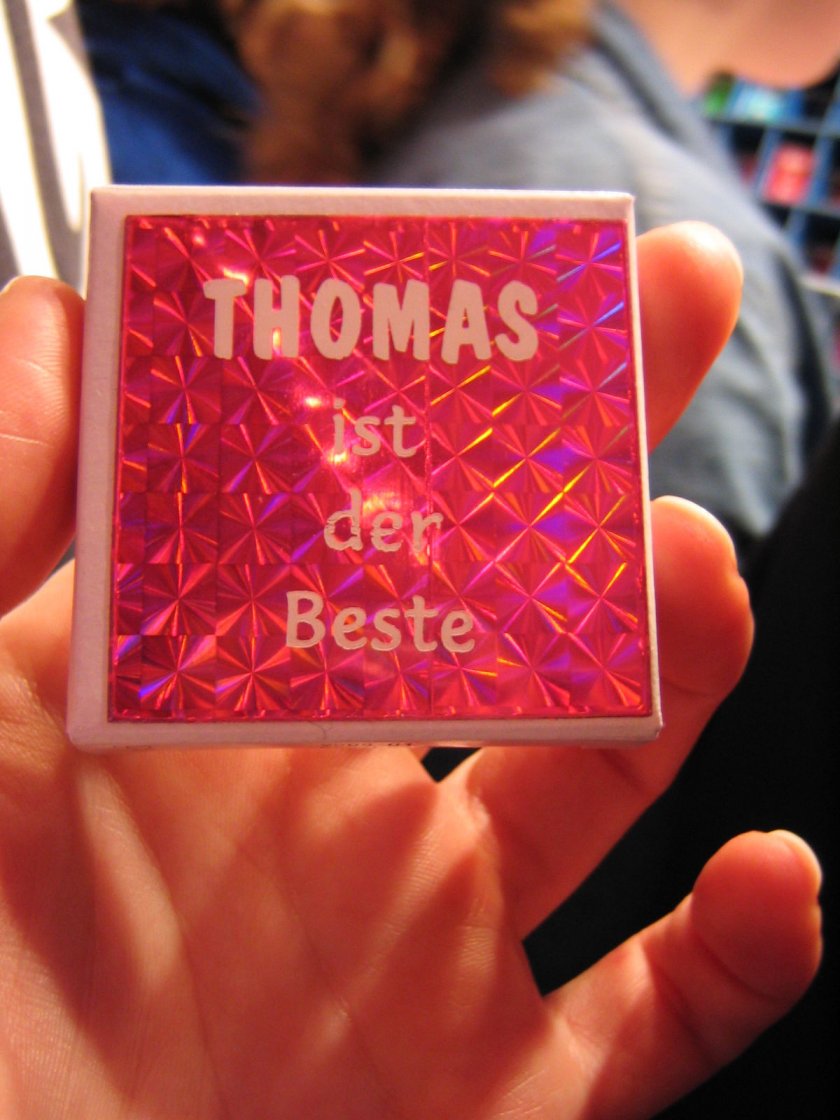 THOMAS
ist
der
Beste